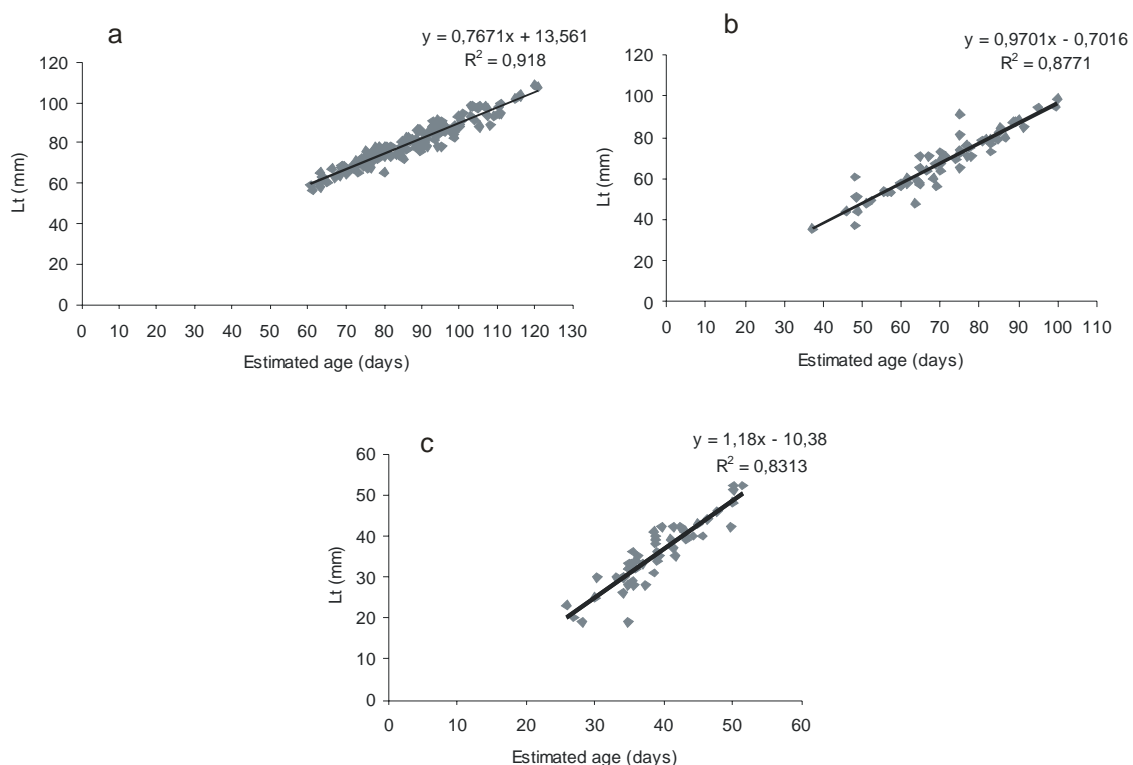 a
y = 0,7671x + 13,561
R² = 0,918
120
100
80
60
40
20
0
Lt (mm)
0 10 20 30 40 50 60 70 80 90 100 110 120 130
Estimated age (days)
b
y = 0,9701x - 0,7016
R² = 0,8771
120
100
80
60
40
20
0
Lt (mm)
0 10 20 30 40 50 60 70 80 90 100 110
Estimated age (days)
c
y = 1,18x - 10,38
R² = 0,8313
60
50
40
30
20
10
0
Lt (mm)
0 10 20 30 40 50 60
Estimated age (days)